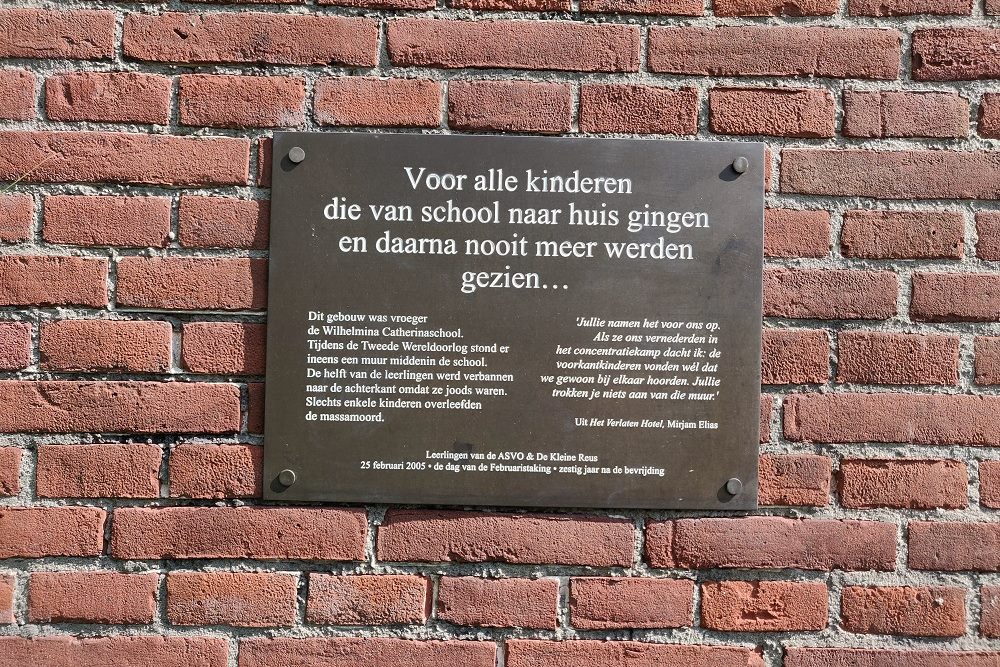 Voor alle kinderen
die van school naar huis gingen
en daarna nooit meer werden
gezien...
Dit gebouw was vroeger
de Wilhelmina Catherinaschool.
Tijdens de Tweede Wereldoorlog stond er
ineens een muur middenin de school.
De helft van de leerlingen werd verbannen
naar de achterkant omdat ze joods waren.
Slechts enkele kinderen overleefden
de massamoord.
'Jullie namen het voor ons op.
Als ze ons vernederden in
het concentratiekamp dacht ik: de
voorkantkinderen vonden wèl dat
we gewoon bij elkaar hoorden. Jullie
trokken je niets aan van die muur.'
Uit Het Verlaten Hotel, Mirjam Elias
Leerlingen van de ASVO & De Kleine Reus
25 februari 2005 • de dag van de Februaristaking • zestig jaar na de bevrijding